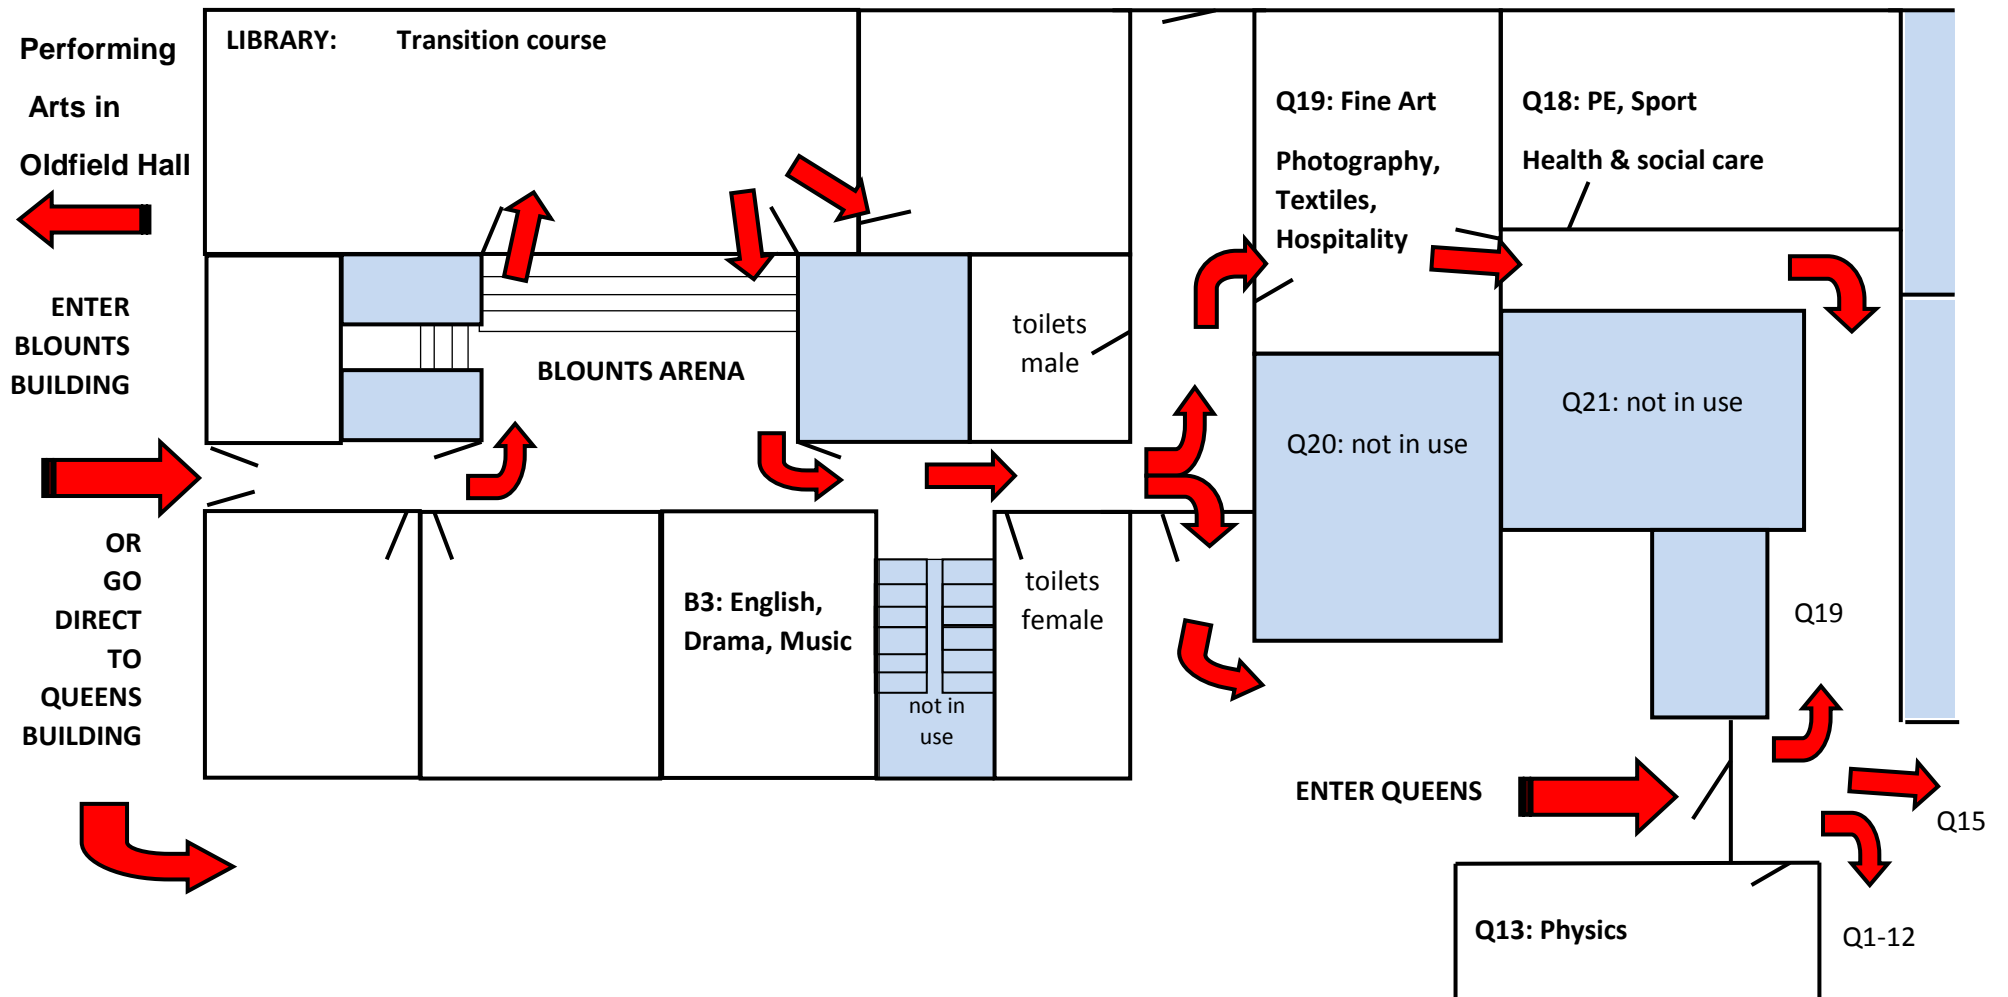 Performing
Arts in
Oldfield Hall
ENTER
BLOUNTS
BUILDING
OR
GO
DIRECT
TO
QUEENS
BUILDING
LIBRARY: Transition course
BLOUNTS ARENA
toilets
male
B3: English,
Drama, Music
not in
use
toilets
female
Q19: Fine Art
Photography,
Textiles,
Hospitality
Q18: PE, Sport
Health & social care
Q20: not in use
Q21: not in use
Q19
ENTER QUEENS
Q15
Q13: Physics
Q1-12